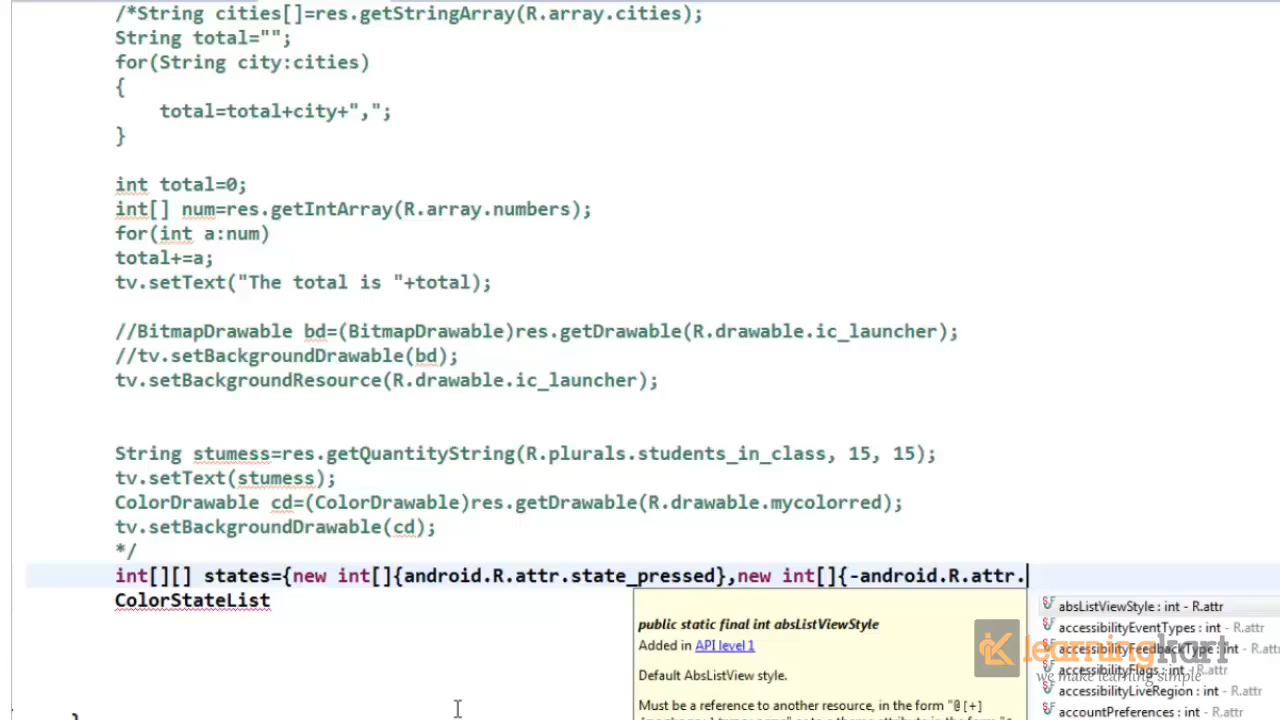 /*String cities[]=res.getStringArray(R.array.cities);
String total="";
for(String city:cities)
{
total=total+city+",";
}
int total=0;
int[] num=res.getIntArray(R.array.numbers);
for(int a:num)
total+=a;
tv.setText("The total is "+total);
//BitmapDrawable bd=(BitmapDrawable)res.getDrawable(R.drawable.ic_launcher);
//tv.setBackgroundDrawable(bd);
tv.setBackgroundResource(R.drawable.ic_launcher);
String stumess=res.getQuantityString(R.plurals.students_in_class, 15, 15);
tv.setText(stumess);
ColorDrawable cd=(ColorDrawable)res.getDrawable(R.drawable.mycolorred);
tv.setBackgroundDrawable(cd);
*/
int[][] states={new int[]{android.R.attr.state_pressed},new int[]{-android.R.attr.
ColorStateList
public static final int absListViewStyle
Added in API level 1
Default AbsListView style.
Must be a reference to another resource, in the form "@[+]
absListViewStyle : int - R.attr
accessibilityEventTypes : int - R.attr
accessibilityFeedbackType : int - R.attr
accessibilityFlags : int - R.attr
accessibilityLiveRegion : int - R.attr
accountPreferences : int - R.attr
learningkart
we make learning simple
}